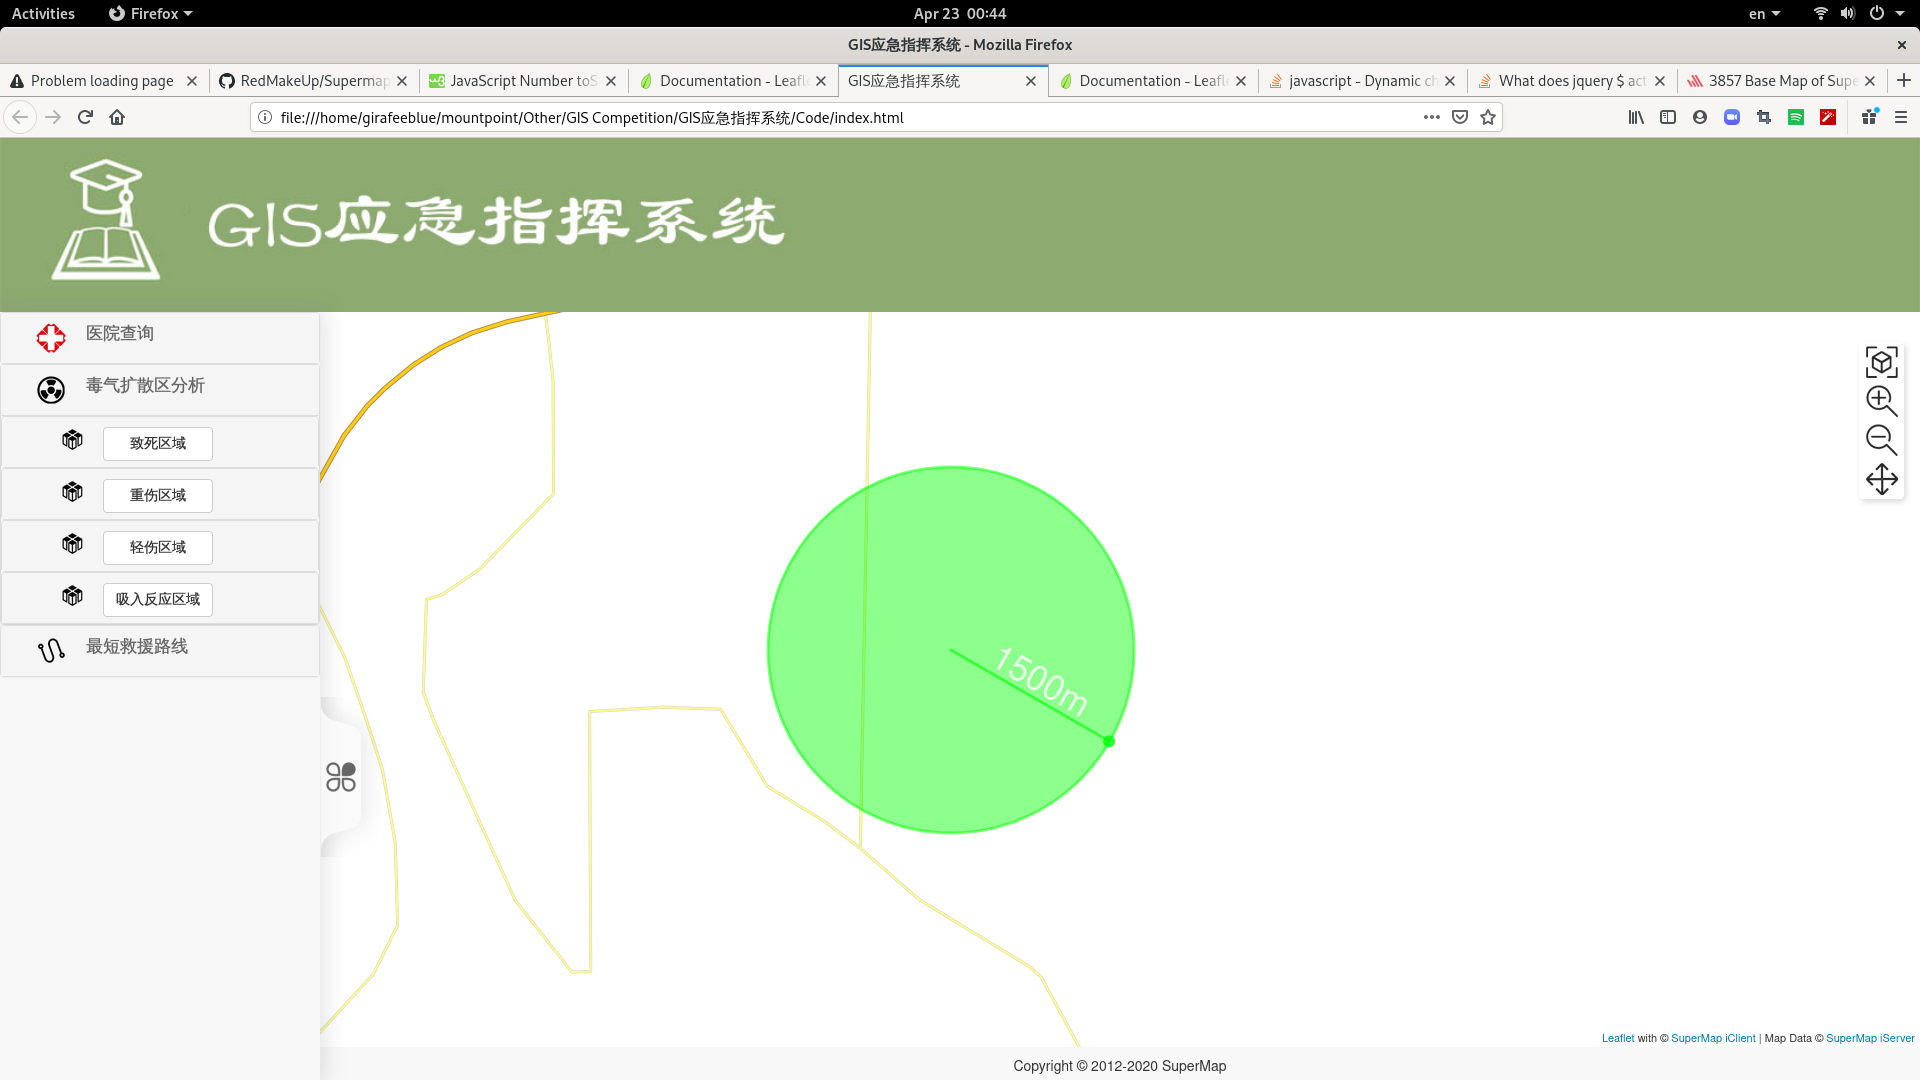 Activities
Firefox
Apr 23 00:44
en
GIS应急指挥系统 - Mozilla Firefox
Problem loading page
RedMakeUp/Supermap
JavaScript Number toS
Documentation - Leafle
GIS应急指挥系统
Documentation - Leafle
javascript - Dynamic ch
What does jquery $ act
3857 Base Map of Supe
file:///home/girafeeblue/mountpoint/Other/GIS Competition/GIS应急指挥系统/Code/index.html
GIS应急指挥系统
医院查询
毒气扩散区分析
致死区域
重伤区域
轻伤区域
吸入反应区域
最短救援路线
1500m
Leaflet with © SuperMap iClient | Map Data © SuperMap iServer
Copyright © 2012-2020 SuperMap